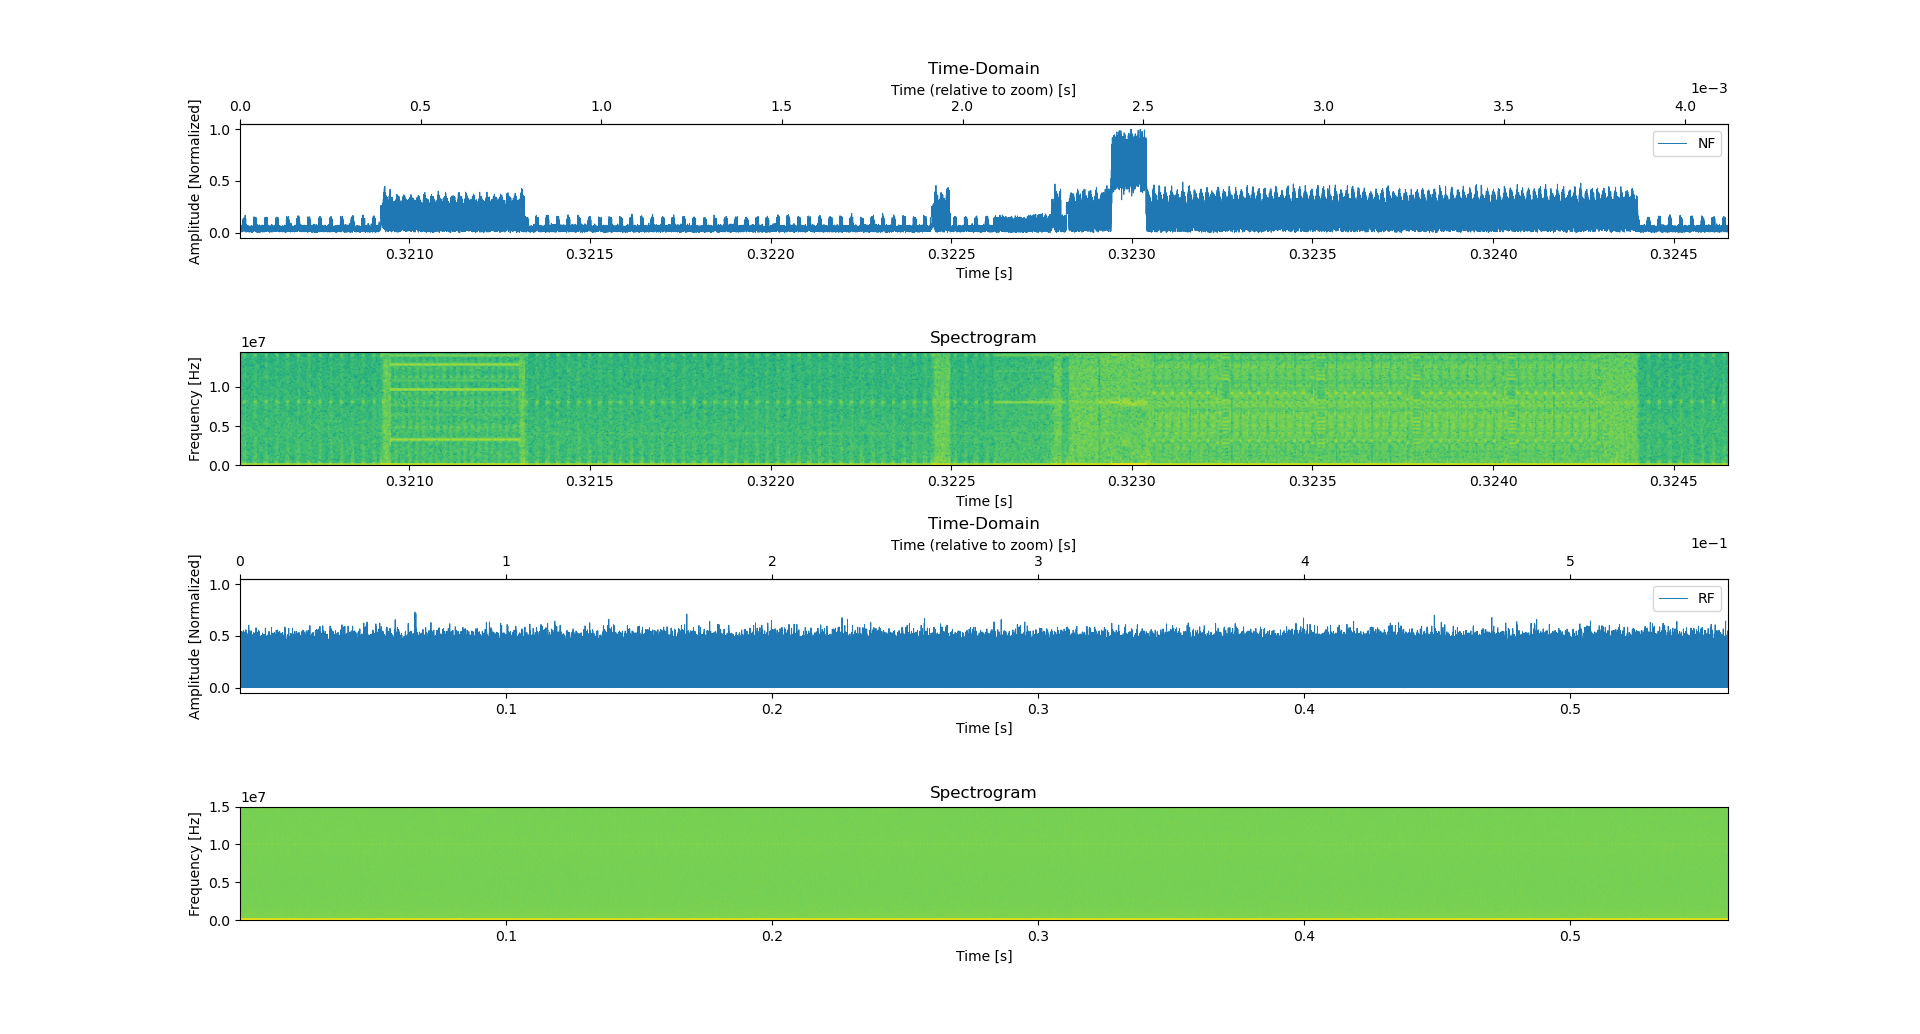 Time-Domain
Time (relative to zoom) [s]
1e−3
0.0 0.5 1.0 1.5 2.0 2.5 3.0 3.5 4.0
Amplitude [Normalized]
1.0
0.5
0.0
NF
0.3210 0.3215 0.3220 0.3225 0.3230 0.3235 0.3240 0.3245
Time [s]
Spectrogram
1e7
Frequency [Hz]
1.0
0.5
0.0
0.3210 0.3215 0.3220 0.3225 0.3230 0.3235 0.3240 0.3245
Time [s]
Time-Domain
Time (relative to zoom) [s]
1e−1
0 1 2 3 4 5
Amplitude [Normalized]
1.0
0.5
0.0
RF
0.1 0.2 0.3 0.4 0.5
Time [s]
Spectrogram
1e7
Frequency [Hz]
1.5
1.0
0.5
0.0
0.1 0.2 0.3 0.4 0.5
Time [s]